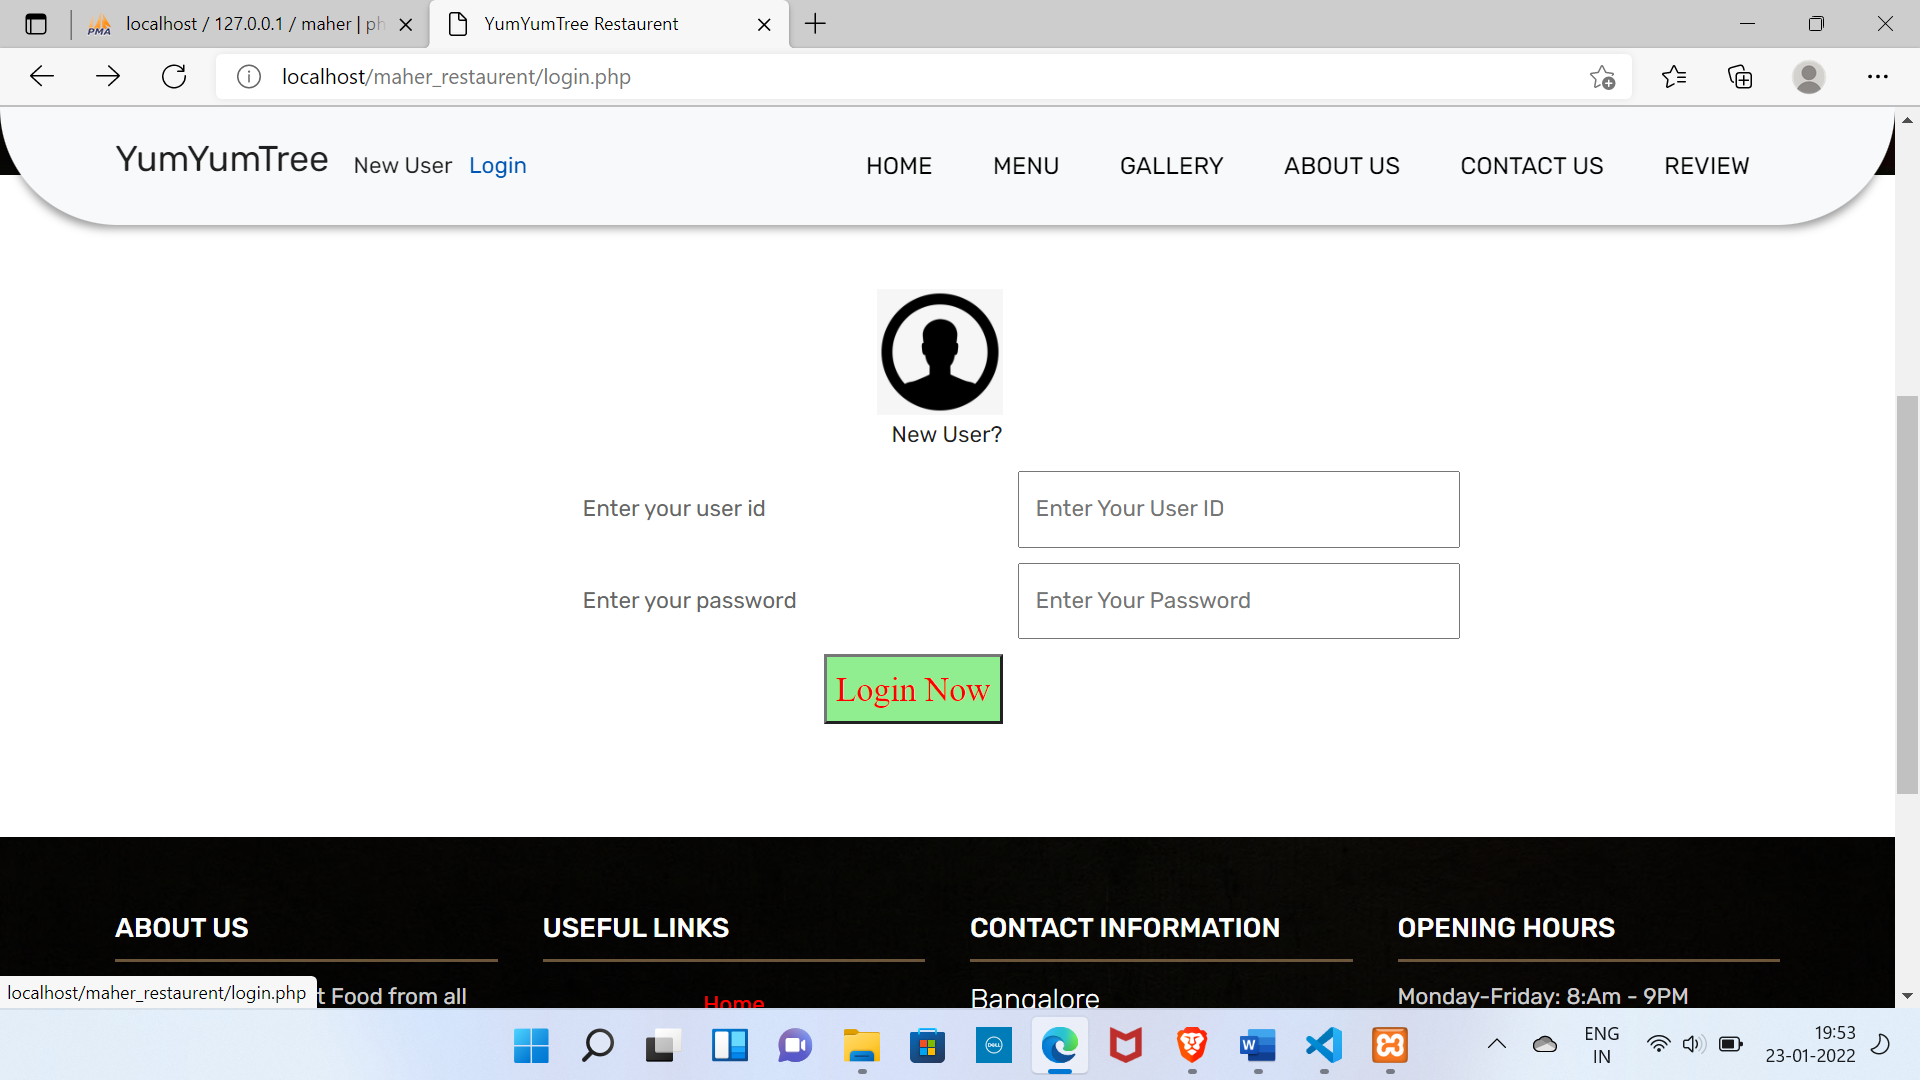 localhost / 127.0.0.1 / maher | ph
YumYumTree Restaurent
localhost/maher_restaurent/login.php
YumYumTree New User Login HOME MENU GALLERY ABOUT US CONTACT US REVIEW
New User?
Enter your user id Enter Your User ID
Enter your password Enter Your Password
Login Now
ABOUT US USEFUL LINKS CONTACT INFORMATION OPENING HOURS
localhost/maher_restaurent/login.php t Food from all Home Bangalore Monday-Friday: 8:Am - 9PM
ENG 19:53
IN 23-01-2022